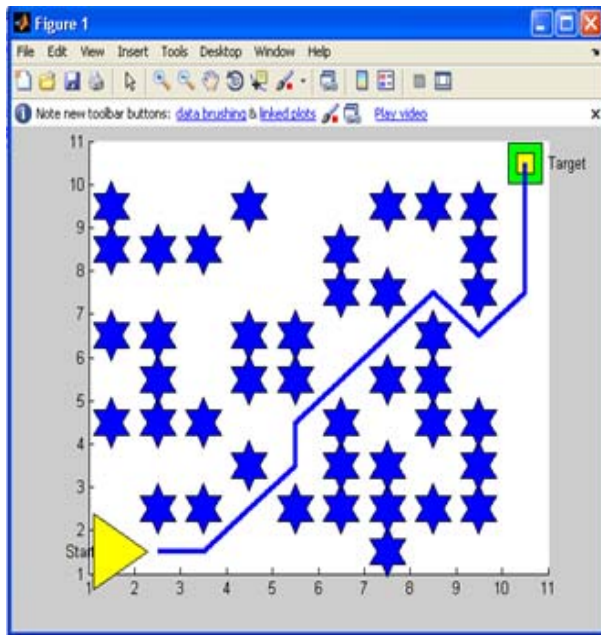 Figure 1
File Edit View Insert Tools Desktop Window Help
Note new toolbar buttons: data brushing & linked plots Play video
11
10
9
8
7
6
5
4
3
2
1
Target
Start
1 2 3 4 5 6 7 8 9 10 11